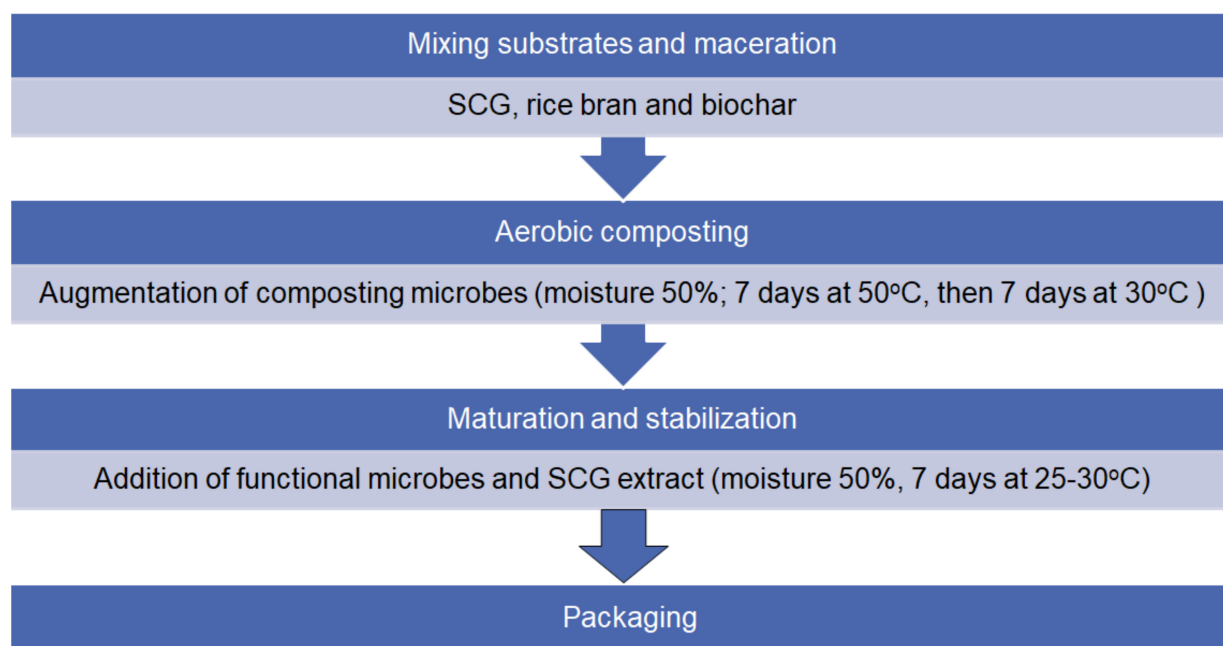 Mixing substrates and maceration
SCG, rice bran and biochar
Aerobic composting
Augmentation of composting microbes (moisture 50%; 7 days at 50ºC, then 7 days at 30ºC )
Maturation and stabilization
Addition of functional microbes and SCG extract (moisture 50%, 7 days at 25-30ºC)
Packaging